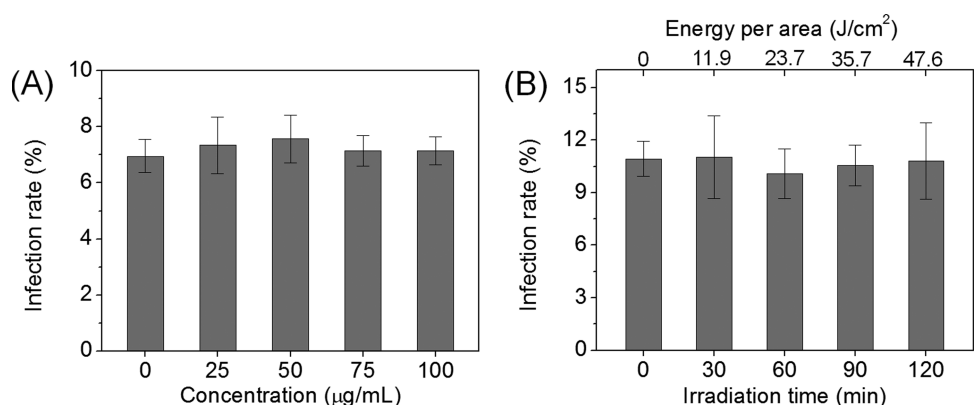 (A)
Infection rate (%)
10
8
6
4
2
0
0 25 50 75 100
Concentration (μg/mL)
(B)
Energy per area (J/cm²)
0 11.9 23.7 35.7 47.6
Infection rate (%)
15
12
9
6
3
0
0 30 60 90 120
Irradiation time (min)